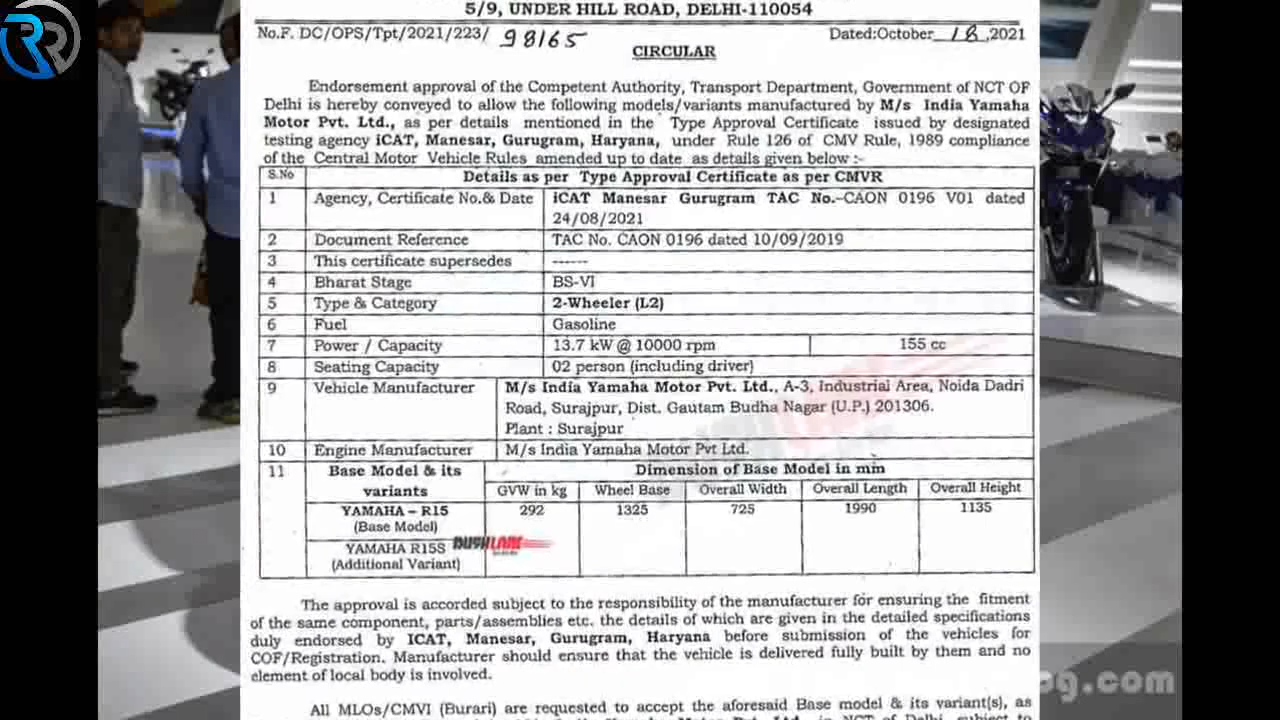 5/9, UNDER HILL ROAD, DELHI-110054
No.F. DC/OPS/Tpt/2021/223/ 98165 Dated:October 18,2021
CIRCULAR
Endorsement approval of the Competent Authority, Transport Department, Government of NCT OF
Delhi is hereby conveyed to allow the following models/variants manufactured by M/s India Yamaha
Motor Pvt. Ltd., as per details mentioned in the Type Approval Certificate issued by designated
testing agency iCAT, Manesar, Gurugram, Haryana, under Rule 126 of CMV Rule, 1989 compliance
of the Central Motor Vehicle Rules amended up to date as details given below :-
S.No Details as per Type Approval Certificate as per CMVR
1 Agency, Certificate No.& Date iCAT Manesar Gurugram TAC No.-CAON 0196 V01 dated
24/08/2021
2 Document Reference TAC No. CAON 0196 dated 10/09/2019
3 This certificate supersedes ------
4 Bharat Stage BS-VI
5 Type & Category 2-Wheeler (L2)
6 Fuel Gasoline
7 Power / Capacity 13.7 kW @ 10000 rpm 155 cc
8 Seating Capacity 02 person (including driver)
9 Vehicle Manufacturer M/s India Yamaha Motor Pvt. Ltd., A-3, Industrial Area, Noida Dadri
Road, Surajpur, Dist. Gautam Budha Nagar (U.P.) 201306.
Plant : Surajpur
10 Engine Manufacturer M/s India Yamaha Motor Pvt Ltd.
11 Base Model & its Dimension of Base Model in mm
variants GVW in kg Wheel Base Overall Width Overall Length Overall Height
YAMAHA - R15 292 1325 725 1990 1135
(Base Model)
YAMAHA R15S RUSHLANE
(Additional Variant)
The approval is accorded subject to the responsibility of the manufacturer for ensuring the fitment
of the same component, parts/assemblies etc. the details of which are given in the detailed specifications
duly endorsed by ICAT, Manesar, Gurugram, Haryana before submission of the vehicles for
COF/Registration. Manufacturer should ensure that the vehicle is delivered fully built by them and no
element of local body is involved.
og.com
All MLOs/CMVI (Burari) are requested to accept the aforesaid Base model & its variant(s), as